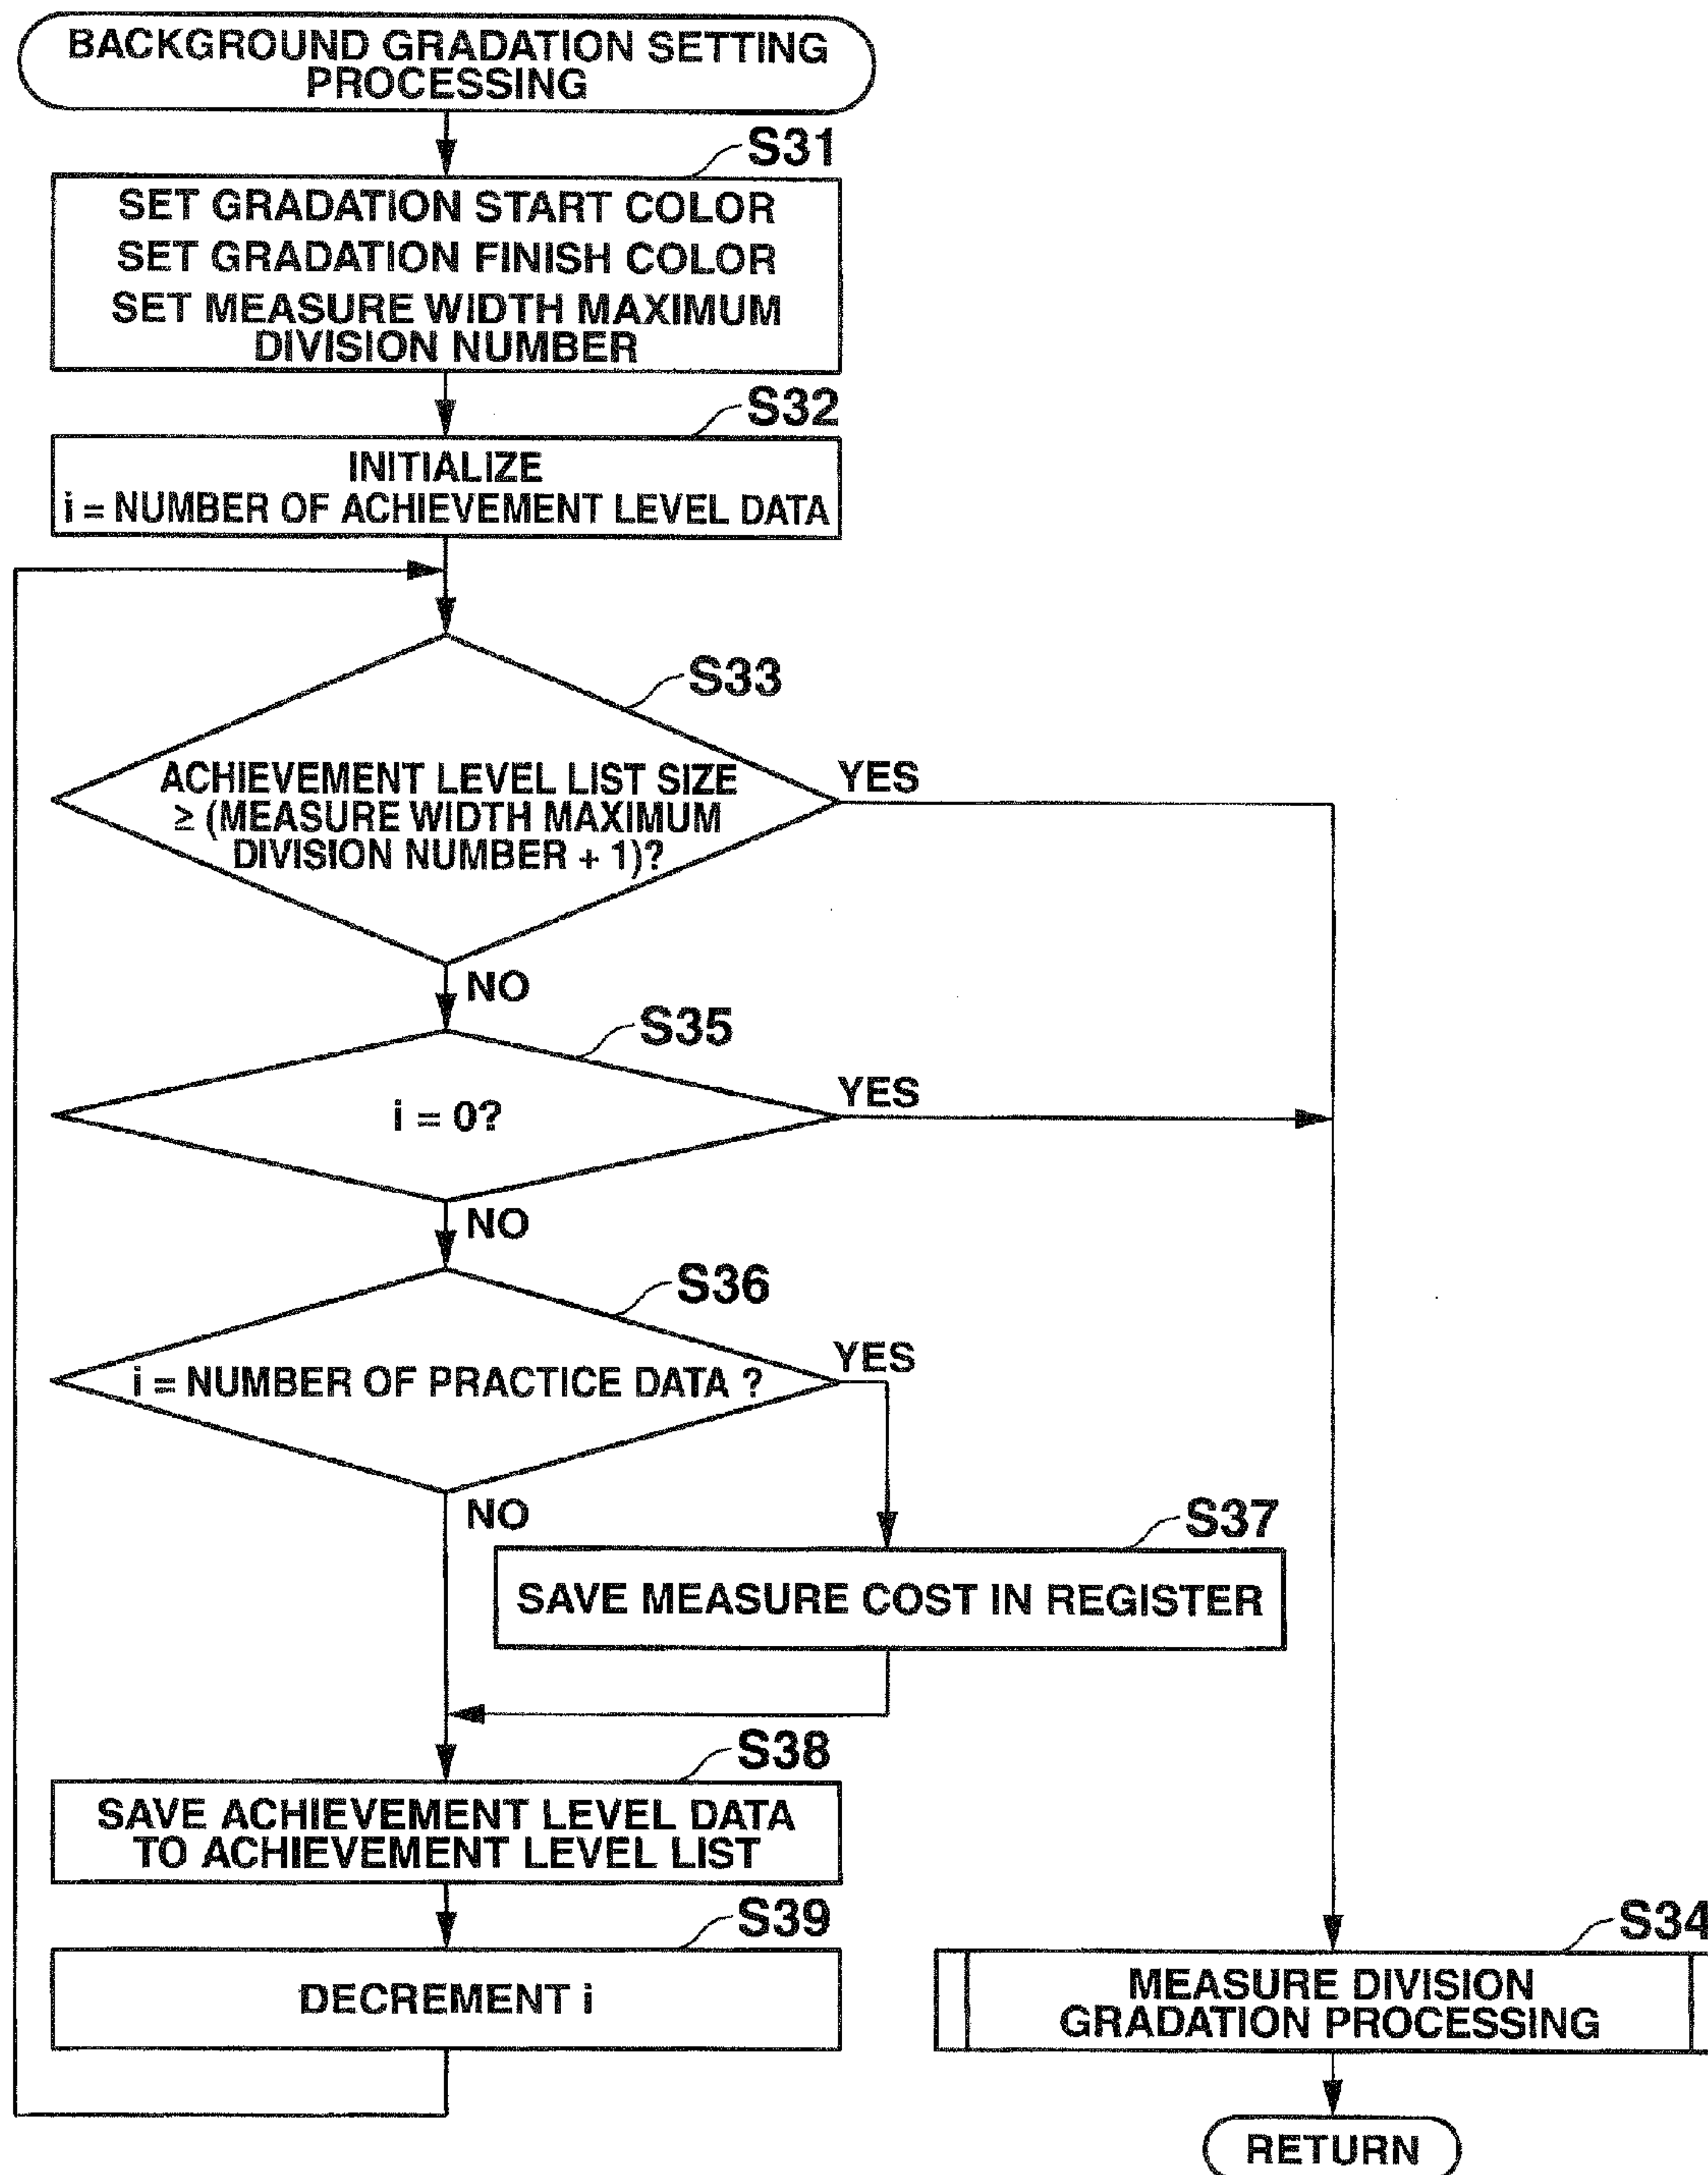 BACKGROUND GRADATION SETTING
PROCESSING
S31
SET GRADATION START COLOR
SET GRADATION FINISH COLOR
SET MEASURE WIDTH MAXIMUM
DIVISION NUMBER
S32
INITIALIZE
i = NUMBER OF ACHIEVEMENT LEVEL DATA
S33
ACHIEVEMENT LEVEL LIST SIZE
≥ (MEASURE WIDTH MAXIMUM
DIVISION NUMBER + 1)?
YES
NO
S35
i = 0?
YES
NO
S36
i = NUMBER OF PRACTICE DATA ?
YES
NO
S37
SAVE MEASURE COST IN REGISTER
S38
SAVE ACHIEVEMENT LEVEL DATA
TO ACHIEVEMENT LEVEL LIST
S39
DECREMENT i
S34
MEASURE DIVISION
GRADATION PROCESSING
RETURN